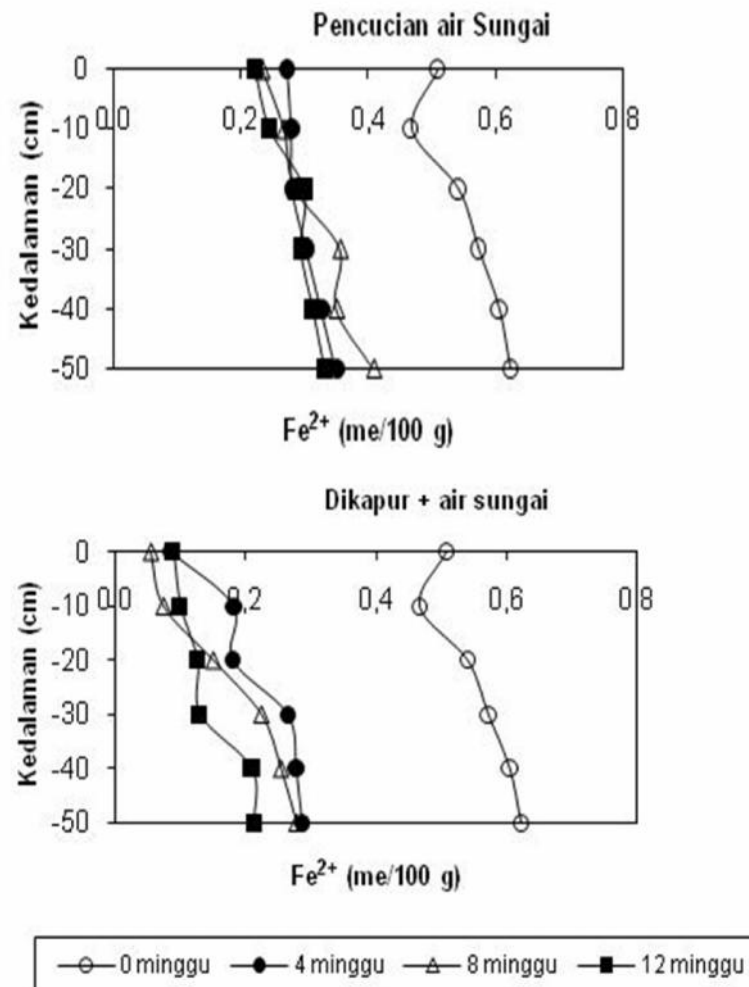 Pencucian air Sungai
0
0.0 0,2 0,4 0,6 0.8
-10
-20
-30
-40
-50
Kedalaman (cm)
Fe²⁺ (me/100 g)
Dikapur + air sungai
0
0.0 0,2 0,4 0,6 0.8
-10
-20
-30
-40
-50
Kedalaman (cm)
Fe²⁺ (me/100 g)
0 minggu 4 minggu 8 minggu 12 minggu